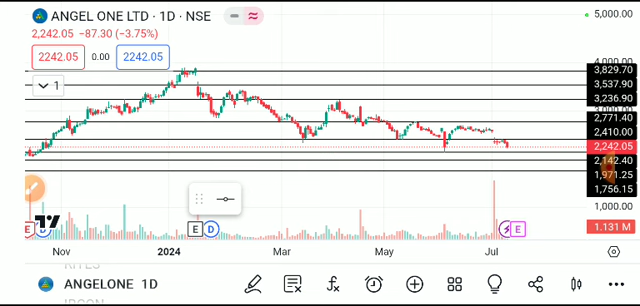 ANGEL ONE LTD · 1D · NSE
2,242.05 −87.30 (−3.75%)
2242.05 0.00 2242.05
1
5,000.00
4,000.00
3,829.70
3,537.90
3,236.90
2,771.40
2,410.00
2,242.05
2,142.40
1,971.25
1,756.15
1,000.00
1.131 M
E D E D E
Nov 2024 Mar May Jul
RITES
ANGELONE 1D
IRCON